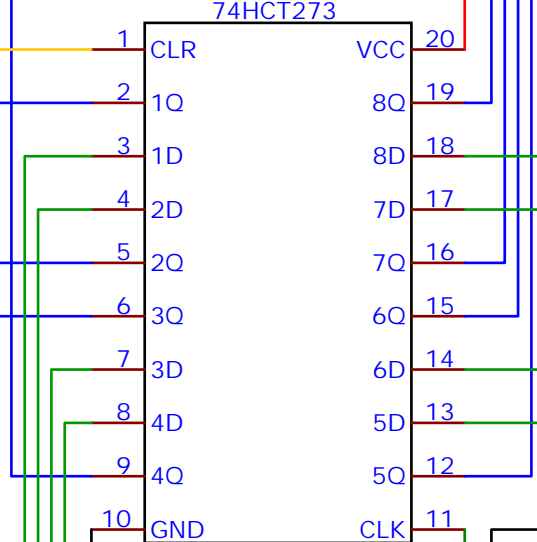 74HCT273
1 CLR VCC 20
2 1Q 8Q 19
3 1D 8D 18
4 2D 7D 17
5 2Q 7Q 16
6 3Q 6Q 15
7 3D 6D 14
8 4D 5D 13
9 4Q 5Q 12
10 GND CLK 11